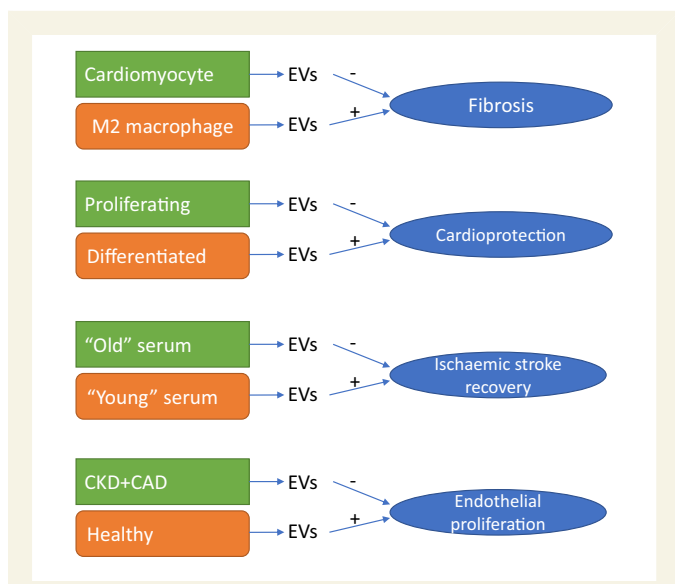 Cardiomyocyte EVs -
Fibrosis
M2 macrophage EVs +
Proliferating EVs -
Cardioprotection
Differentiated EVs +
“Old” serum EVs -
Ischaemic stroke
recovery
“Young” serum EVs +
CKD+CAD EVs -
Endothelial
proliferation
Healthy EVs +